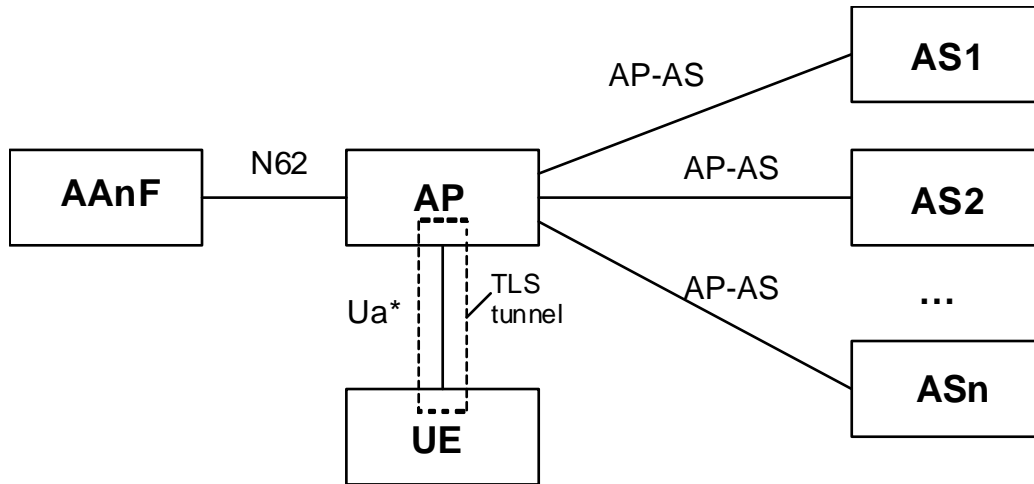 AS1
AP-AS
N62
AP-AS
AAnF
AP
AS2
TLS
tunnel
AP-AS
...
Ua*
ASn
UE